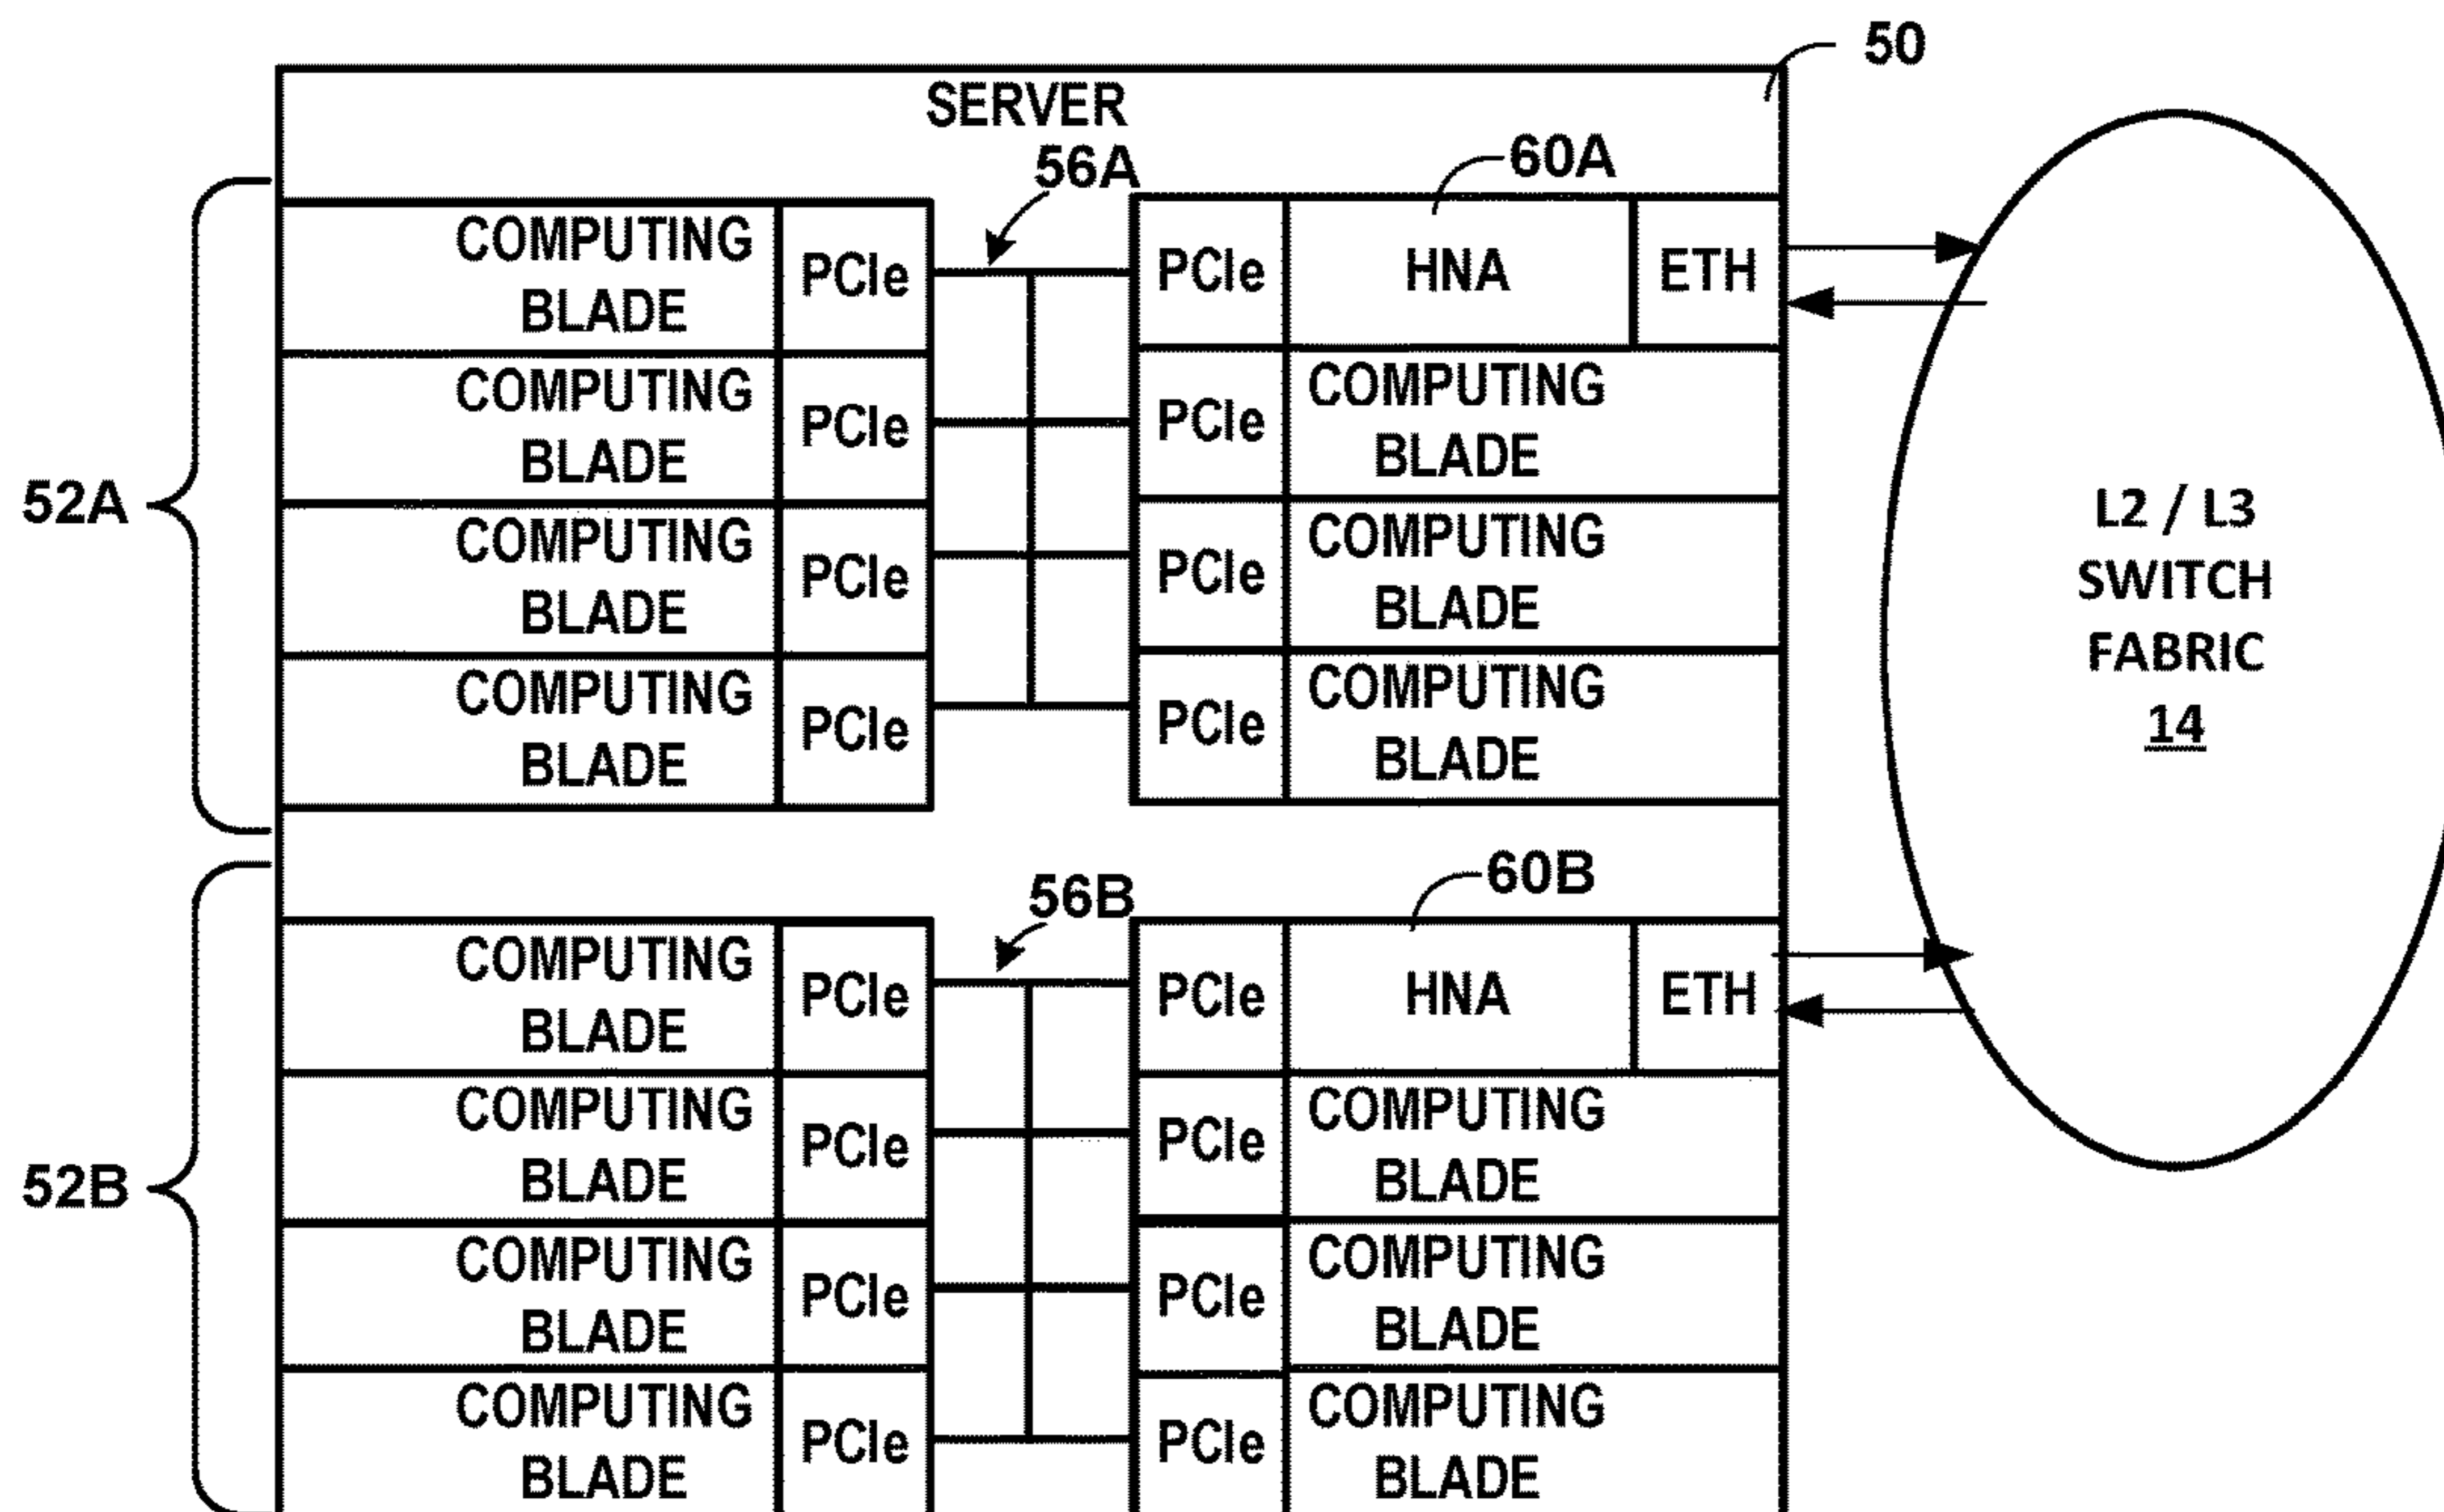 50
SERVER
56A
60A
COMPUTING
BLADE
PCIe
PCIe
HNA
ETH
COMPUTING
BLADE
PCIe
PCIe
COMPUTING
BLADE
52A
COMPUTING
BLADE
PCIe
PCIe
COMPUTING
BLADE
COMPUTING
BLADE
PCIe
PCIe
COMPUTING
BLADE
L2 / L3
SWITCH
FABRIC
14
56B
60B
COMPUTING
BLADE
PCIe
PCIe
HNA
ETH
COMPUTING
BLADE
PCIe
PCIe
COMPUTING
BLADE
52B
COMPUTING
BLADE
PCIe
PCIe
COMPUTING
BLADE
COMPUTING
BLADE
PCIe
PCIe
COMPUTING
BLADE